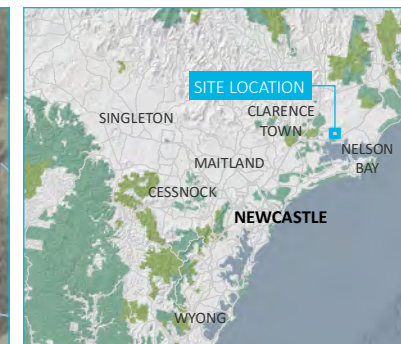 SITE LOCATION
SINGLETON
CLARENCE
TOWN
MAITLAND
NELSON
BAY
CESSNOCK
NEWCASTLE
WYONG